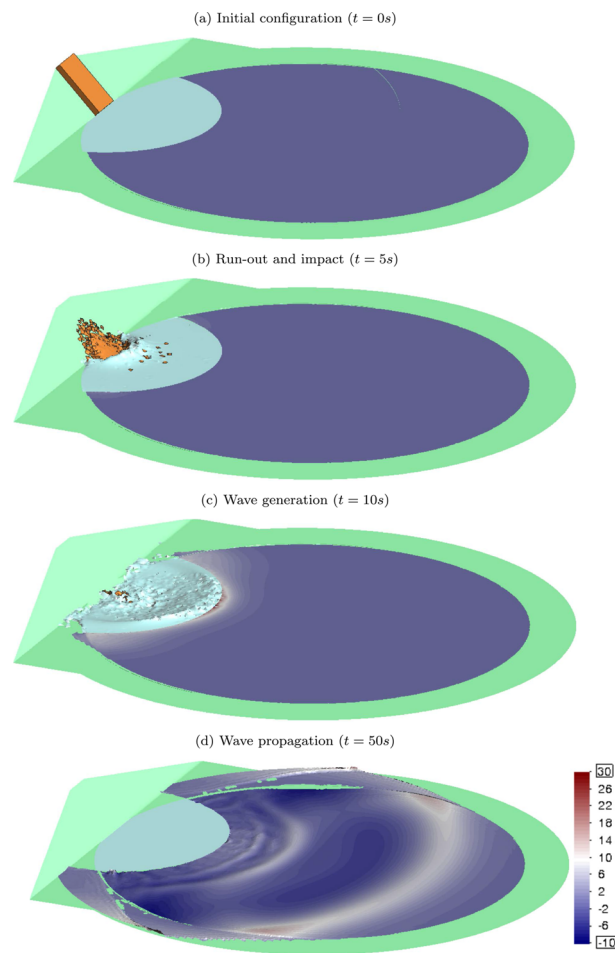 (a) Initial configuration (t = 0s)
(b) Run-out and impact (t = 5s)
(c) Wave generation (t = 10s)
(d) Wave propagation (t = 50s)
30
26
22
18
14
10
6
2
-2
-6
-10